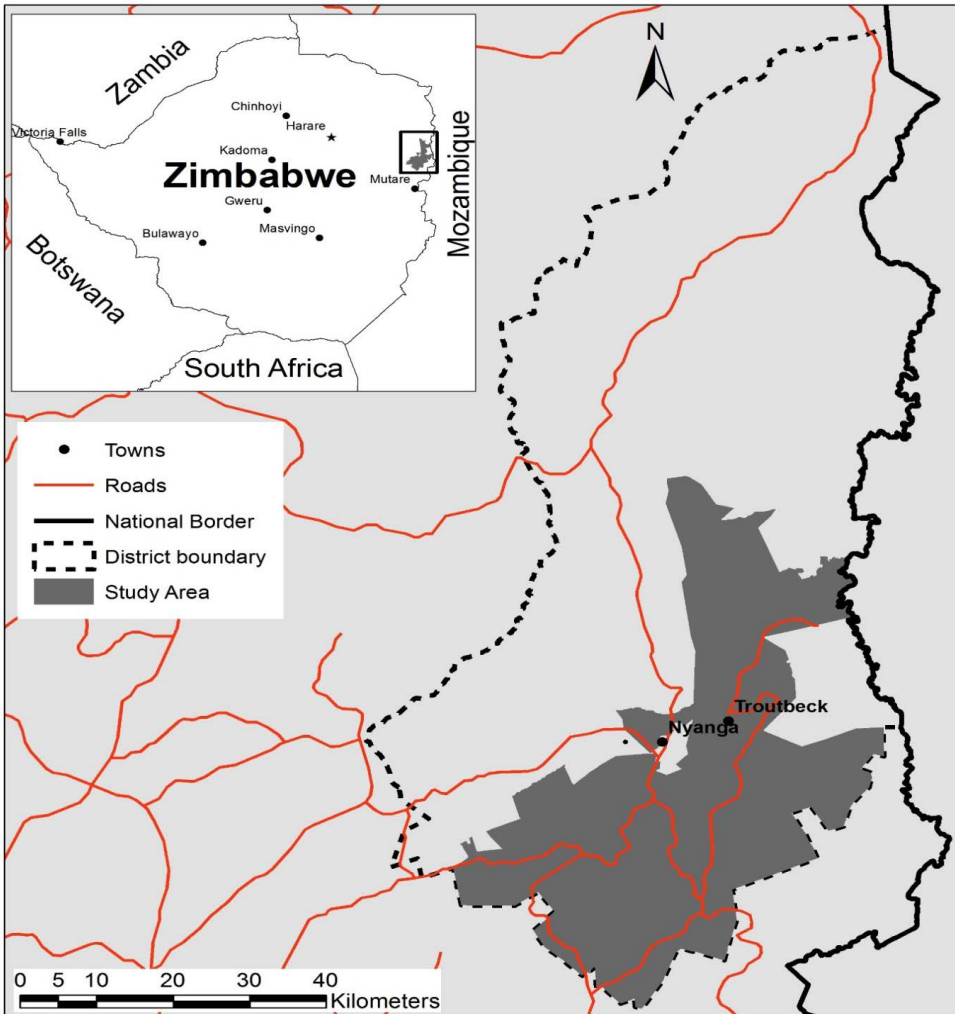 N
Zambia
Chinhoyi
Harare
Victoria Falls
Kadoma
Zimbabwe
Mutare
Mozambique
Gweru
Masvingo
Bulawayo
Botswana
South Africa
Towns
Roads
National Border
District boundary
Study Area
Troutbeck
Nyanga
0 5 10 20 30 40
Kilometers